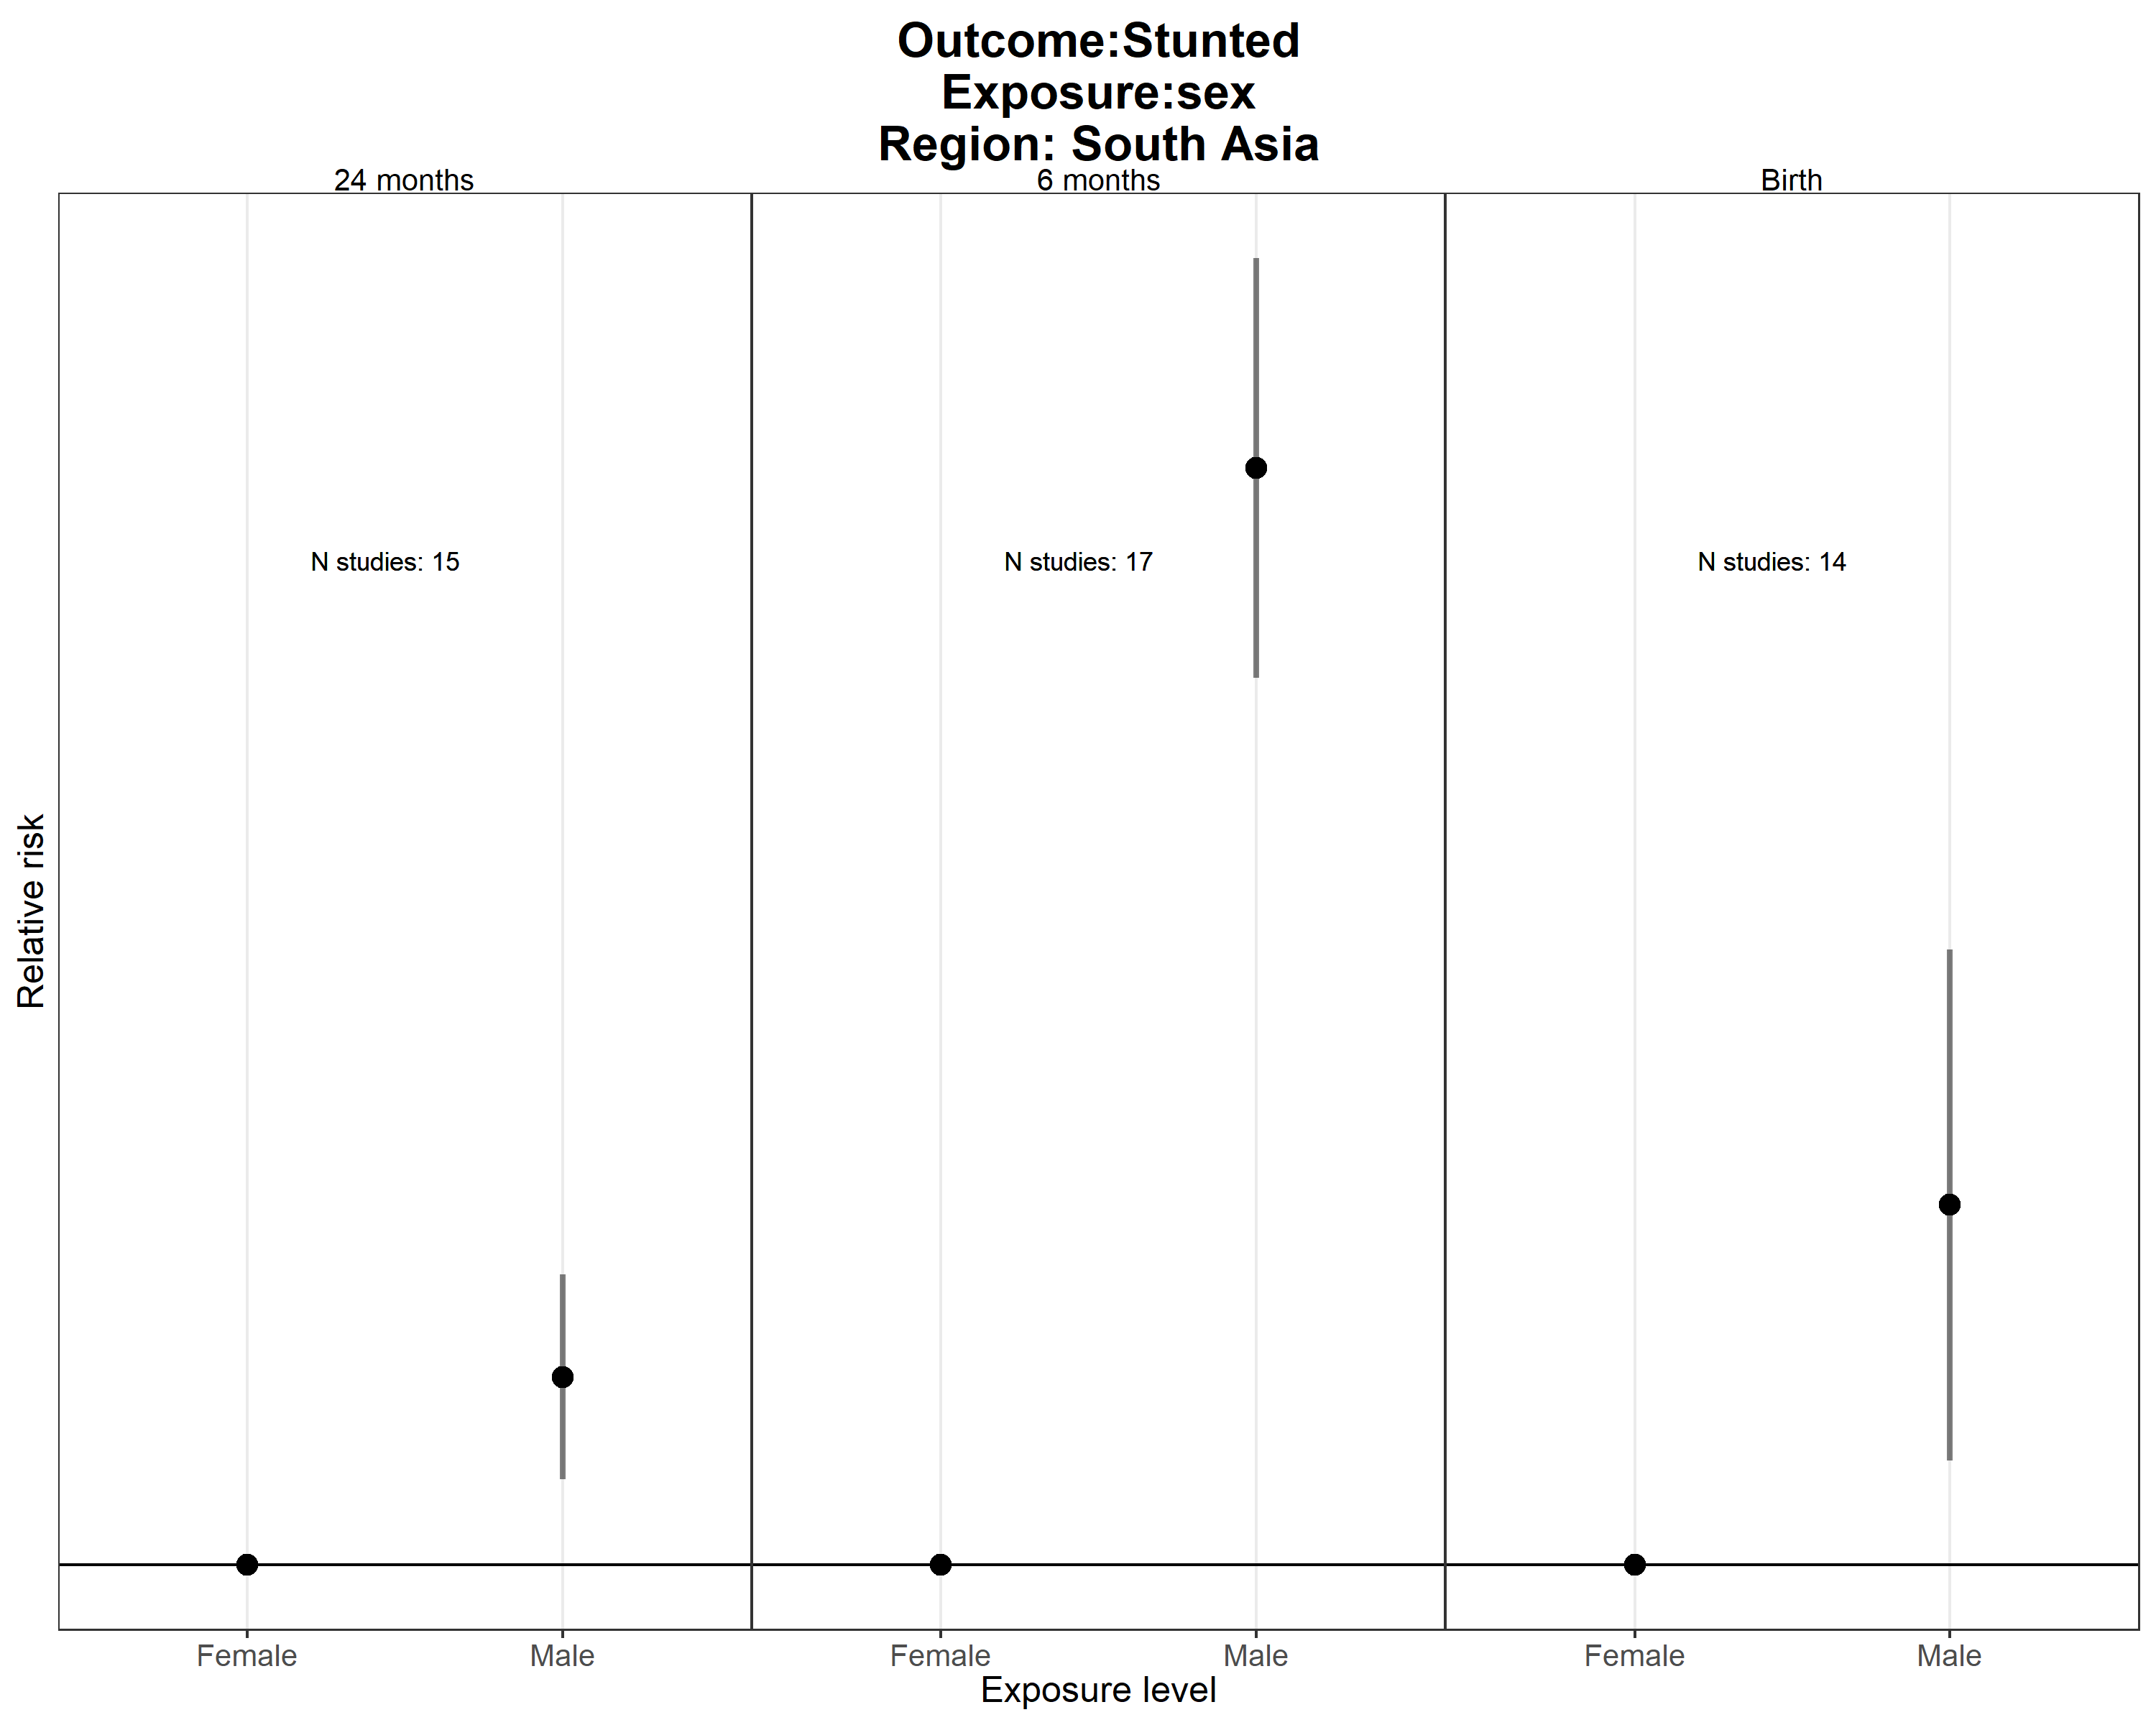 Outcome:Stunted
Exposure:sex
Region: South Asia
24 months
6 months
Birth
N studies: 15
N studies: 17
N studies: 14
Relative risk
Female
Male
Female
Male
Female
Male
Exposure level